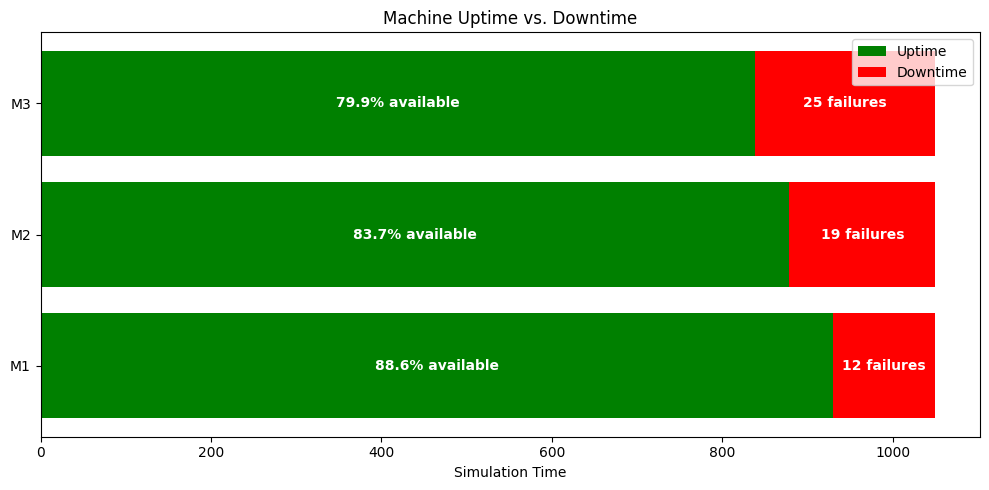 Machine Uptime vs. Downtime
Uptime
Downtime
M3
79.9% available
25 failures
M2
83.7% available
19 failures
M1
88.6% available
12 failures
0
200
400
600
800
1000
Simulation Time